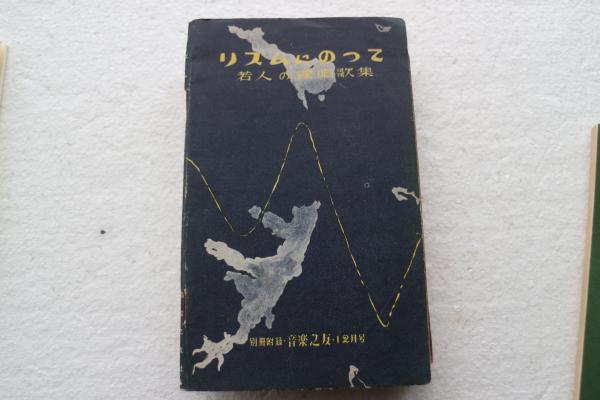 リズムにのつて
若人の愛唱歌集
別冊附録・音楽之友・12月号